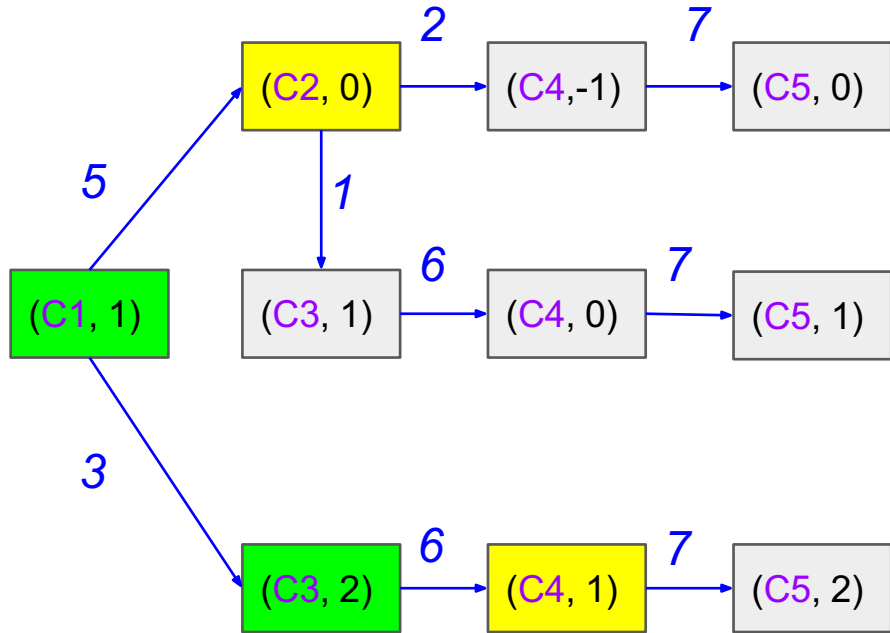 2
7
(C2, 0)
(C4,-1)
(C5, 0)
5
1
6
7
(C1, 1)
(C3, 1)
(C4, 0)
(C5, 1)
3
6
7
(C3, 2)
(C4, 1)
(C5, 2)